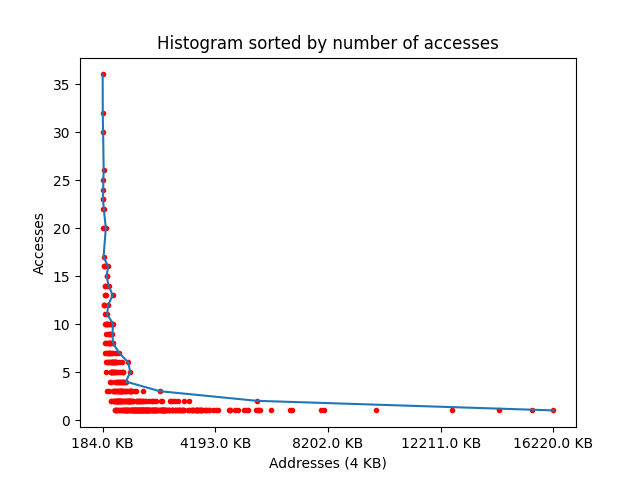 Histogram sorted by number of accesses
35
30
25
20
15
10
5
0
Accesses
184.0 KB 4193.0 KB 8202.0 KB 12211.0 KB 16220.0 KB
Addresses (4 KB)